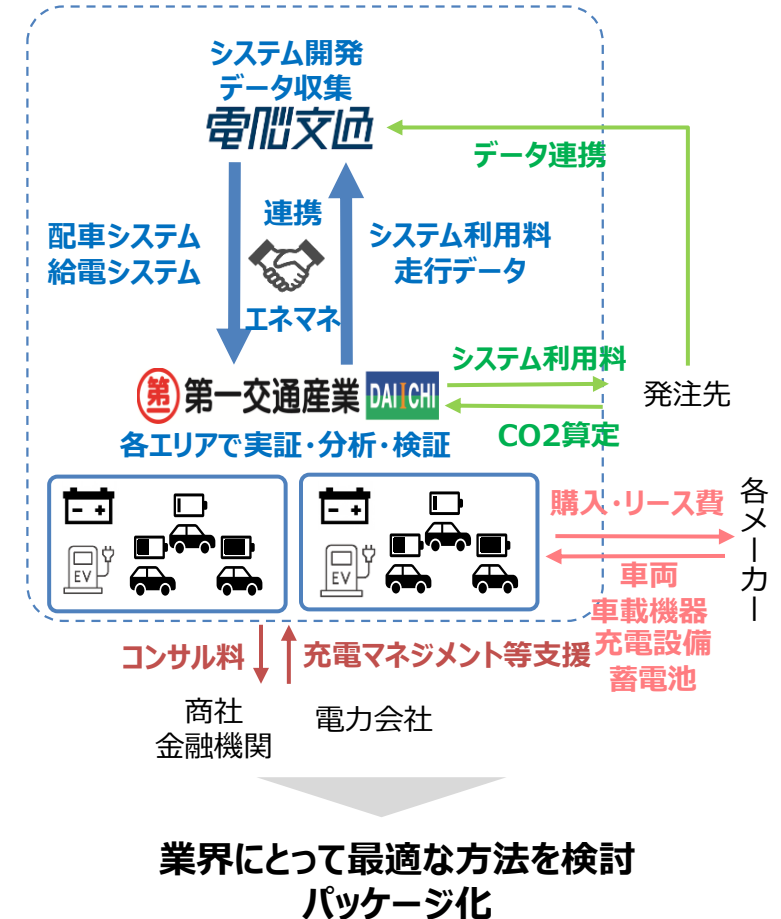 システム開発
データ収集
電脳交通
データ連携
連携
配車システム
給電システム
システム利用料
走行データ
エネマネ
システム利用料
第 第一交通産業 DAIICHI
発注先
CO2算定
各エリアで実証・分析・検証
- +
EV
- +
EV
購入・リース費
各メーカー
車両
車載機器
充電設備
蓄電池
コンサル料
充電マネジメント等支援
商社
金融機関
電力会社
業界にとって最適な方法を検討
パッケージ化